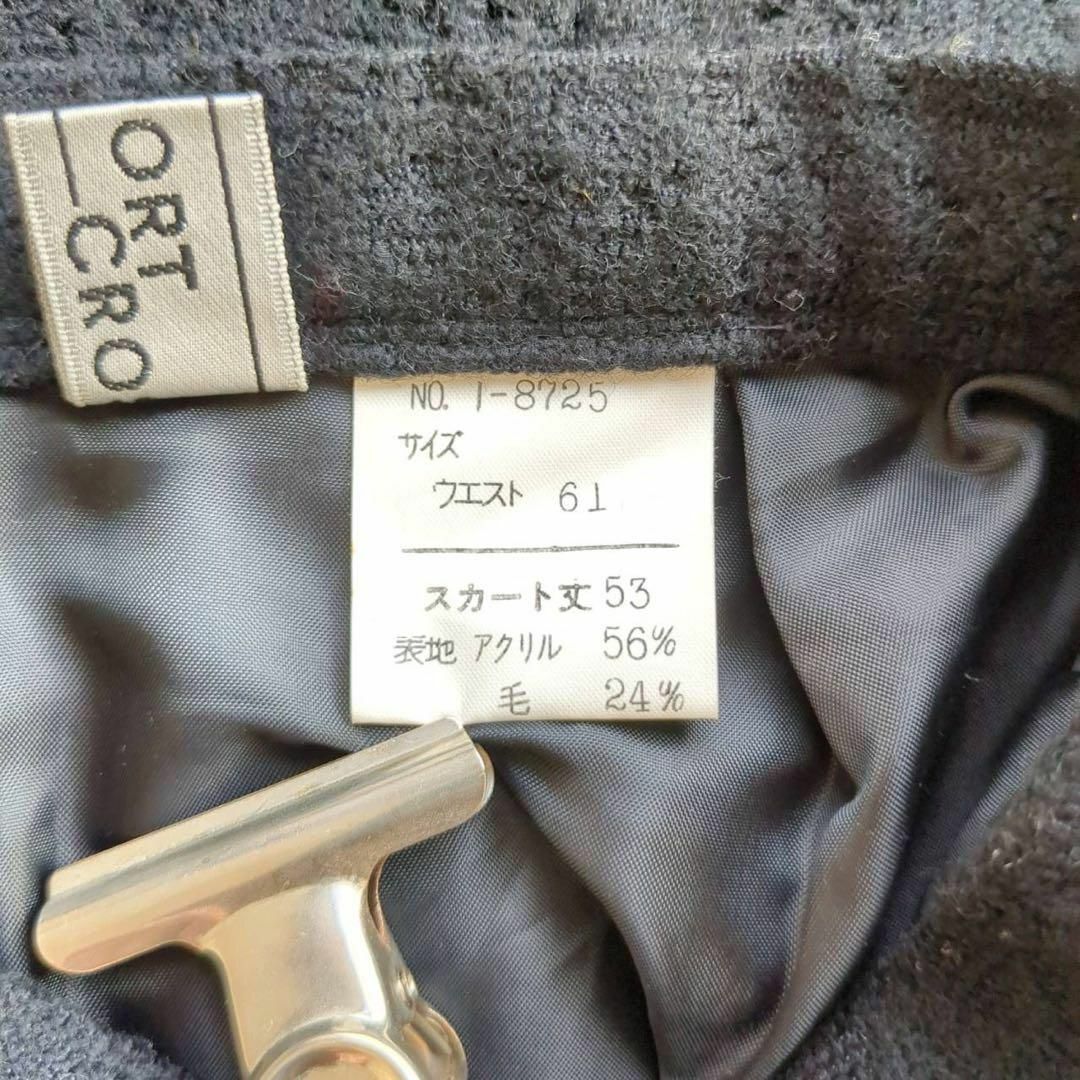 ORT
CRO
NO. 1-8725
サイズ
ウエスト 61
スカート丈 53
表地 アクリル 56%
毛 24%